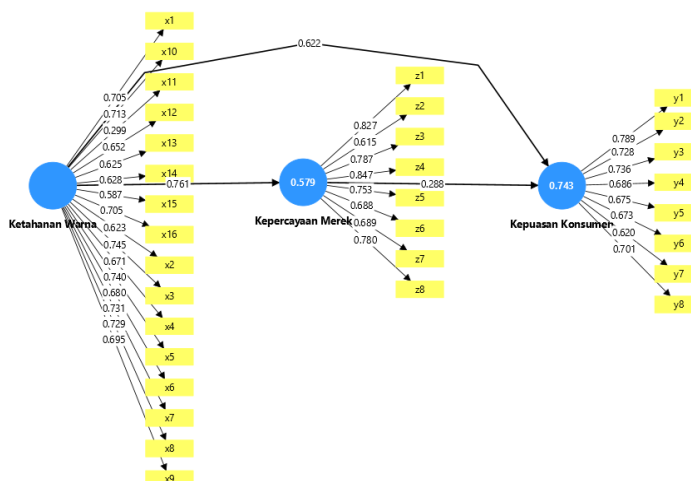 x1
x10
x11
x12
x13
x14
x15
x16
x2
x3
x4
x5
x6
x7
x8
x9
0.705
0.713
0.299
0.652
0.625
0.628
0.587
0.705
0.623
0.745
0.671
0.740
0.680
0.731
0.729
0.695
Ketahanan Warna
0.622
0.761
0.579
Kepercayaan Merek
0.827
0.615
0.787
0.847
0.753
0.688
0.689
0.780
z1
z2
z3
z4
z5
z6
z7
z8
0.288
0.743
Kepuasan Konsumen
0.789
0.728
0.736
0.686
0.675
0.673
0.620
0.701
y1
y2
y3
y4
y5
y6
y7
y8